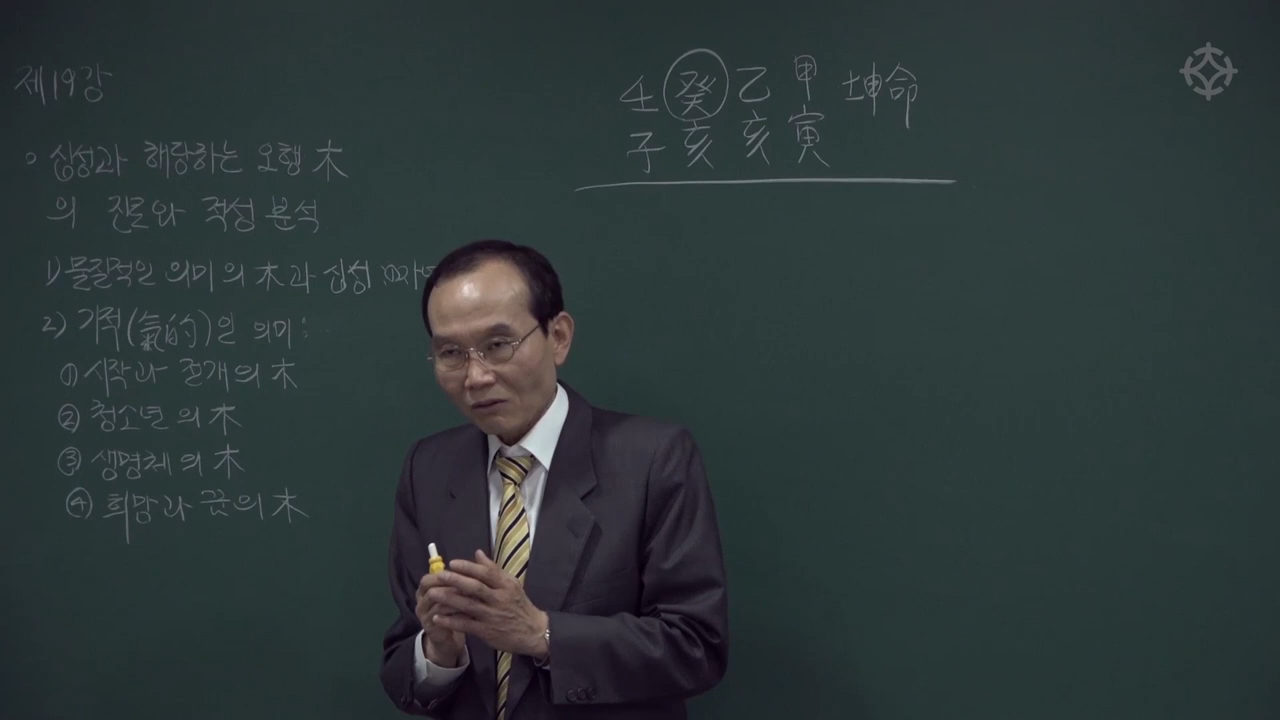 제19강
○ 십성과 해당하는 오행 木
의 진로와 적성 분석
1) 물질적인 의미의 木과 십성
2) 기적(氣的)인 의미:
① 시작과 전개의 木
② 청소년의 木
③ 생명체의 木
④ 희망과 꿈의 木
壬 癸 乙 甲 坤命
子 亥 亥 寅